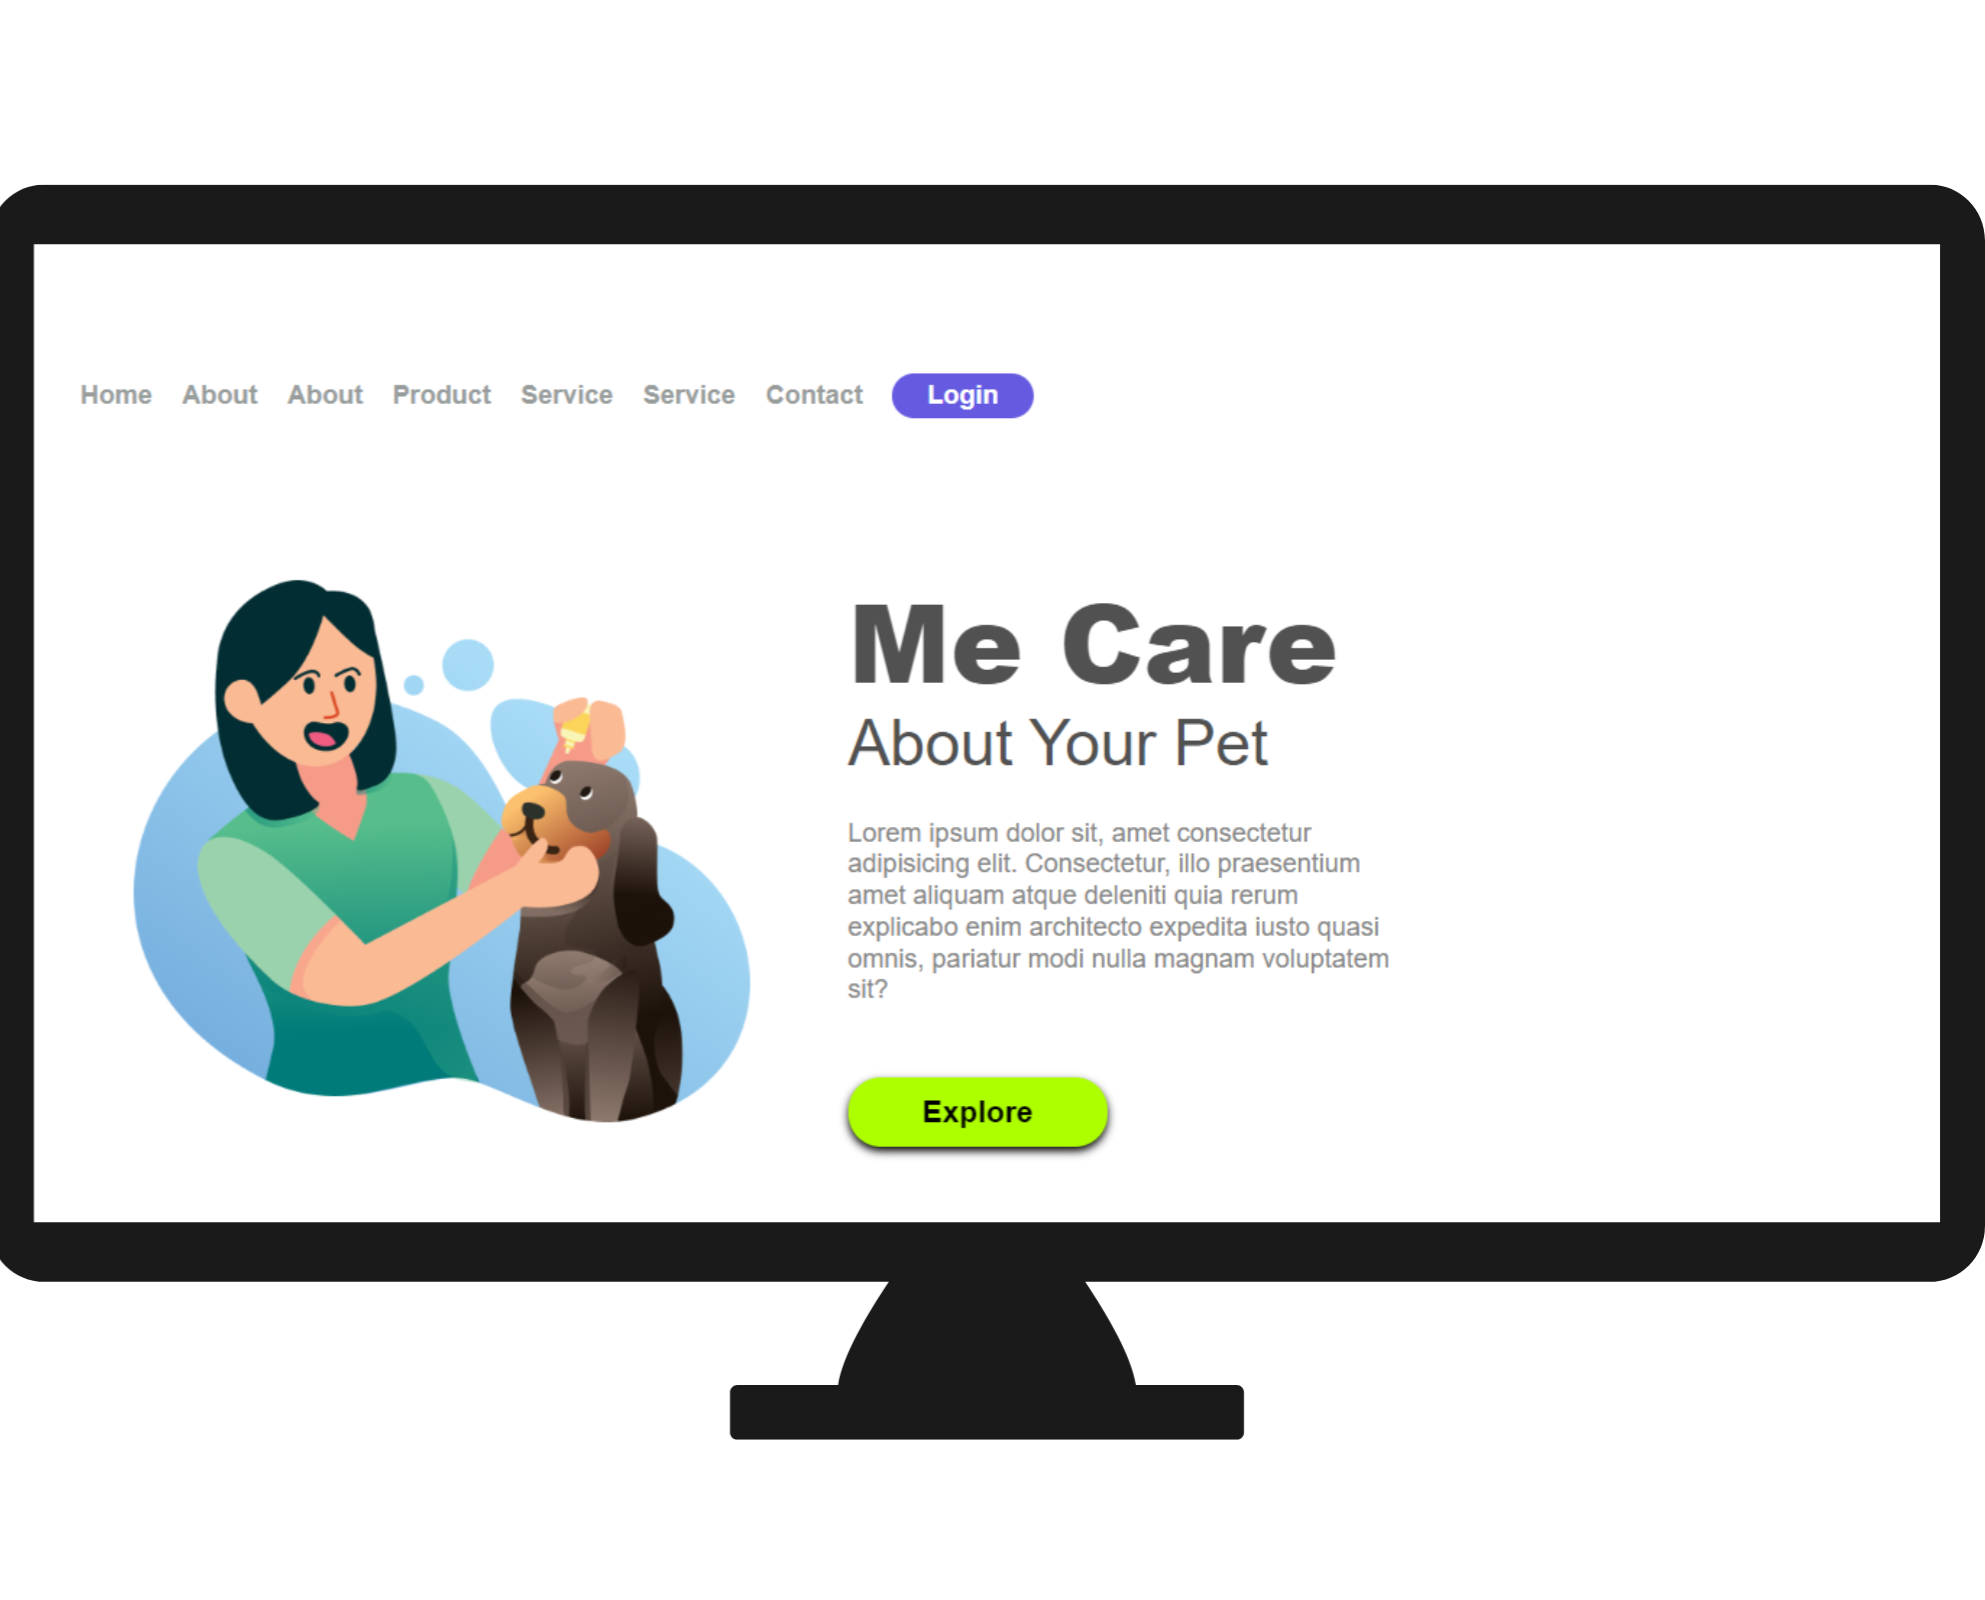 Home About About Product Service Service Contact Login
Me Care
About Your Pet
Lorem ipsum dolor sit, amet consectetur
adipisicing elit. Consectetur, illo praesentium
amet aliquam atque deleniti quia rerum
explicabo enim architecto expedita iusto quasi
omnis, pariatur modi nulla magnam voluptatem
sit?
Explore